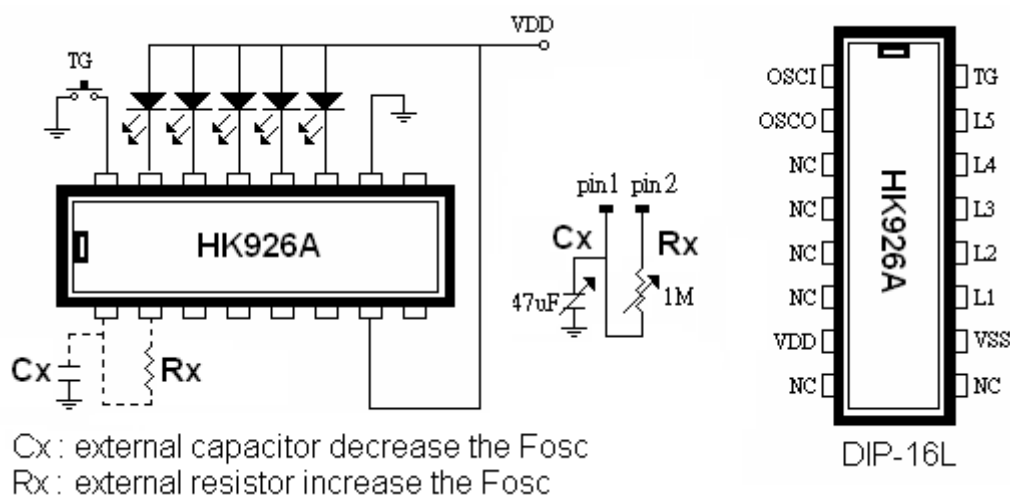 VDD
TG
HK926A
Cx
Rx
pin1 pin2
Cx Rx
47uF 1M
Cx : external capacitor decrease the Fosc
Rx : external resistor increase the Fosc
OSCI TG
OSCO L5
NC L4
NC L3
NC L2
NC L1
VDD VSS
NC NC
HK926A
DIP-16L